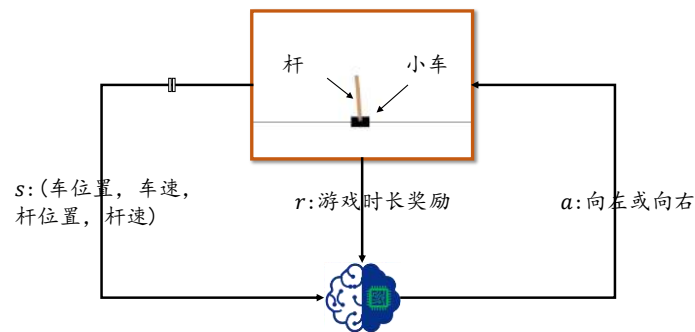 杆
小车
s:(车位置，车速，
杆位置，杆速)
r:游戏时长奖励
a:向左或向右